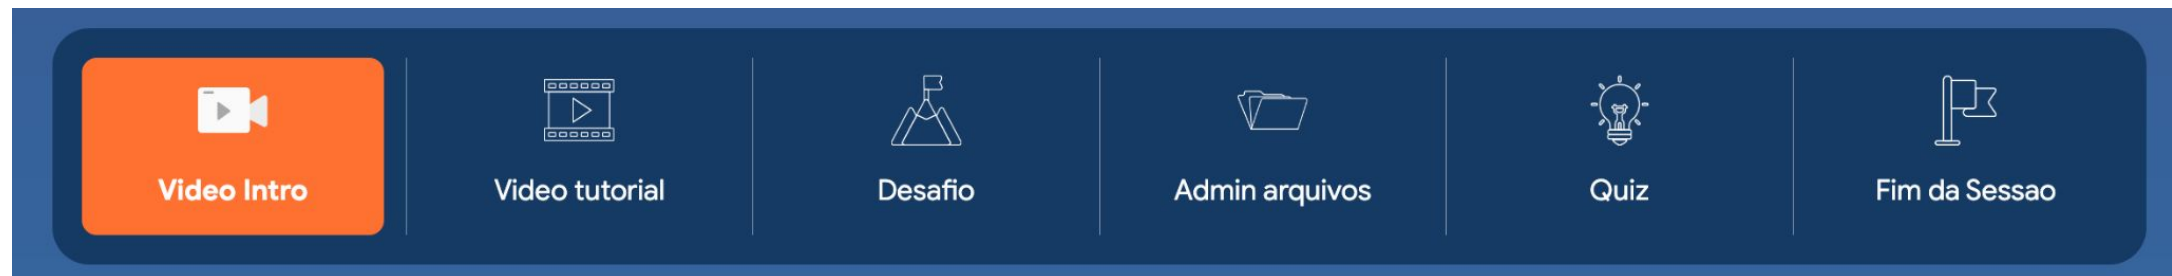 Video Intro
Video tutorial
Desafio
Admin arquivos
Quiz
Fim da Sessao